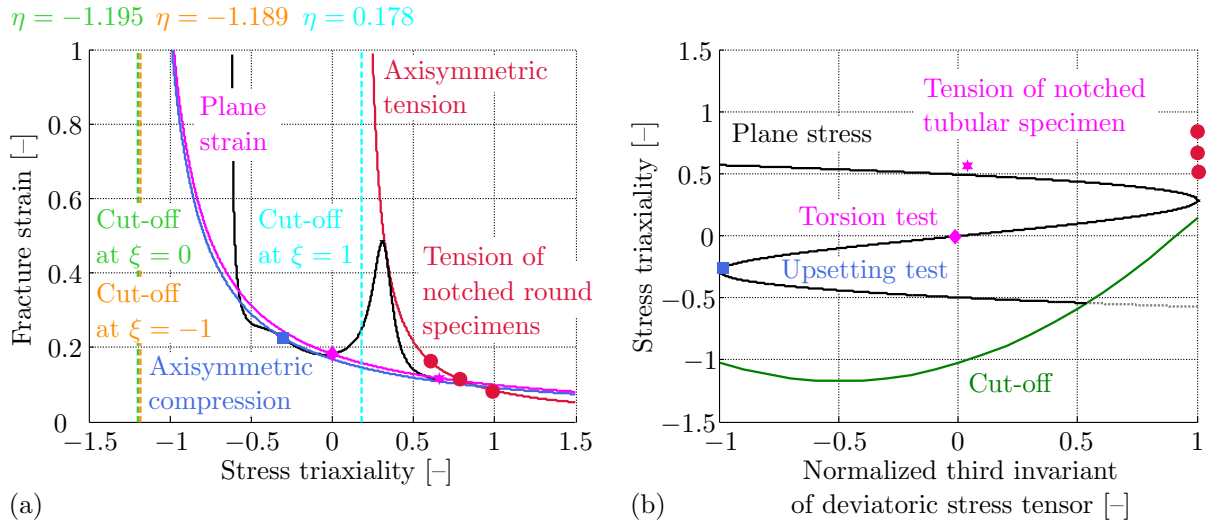 η = −1.195 η = −1.189 η = 0.178
1
0.8
0.6
0.4
0.2
0
Fracture strain [–]
Plane
strain
Axisymmetric
tension
Cut-off
at ξ = 0
Cut-off
at ξ = 1
Cut-off
at ξ = −1
Tension of
notched round
specimens
Axisymmetric
compression
−1.5 −1 −0.5 0 0.5 1 1.5
Stress triaxiality [–]
(a)
1.5
1
0.5
0
−0.5
−1
−1.5
Stress triaxiality [–]
Tension of notched
tubular specimen
Plane stress
Torsion test
Upsetting test
Cut-off
−1 −0.5 0 0.5 1
Normalized third invariant
of deviatoric stress tensor [–]
(b)